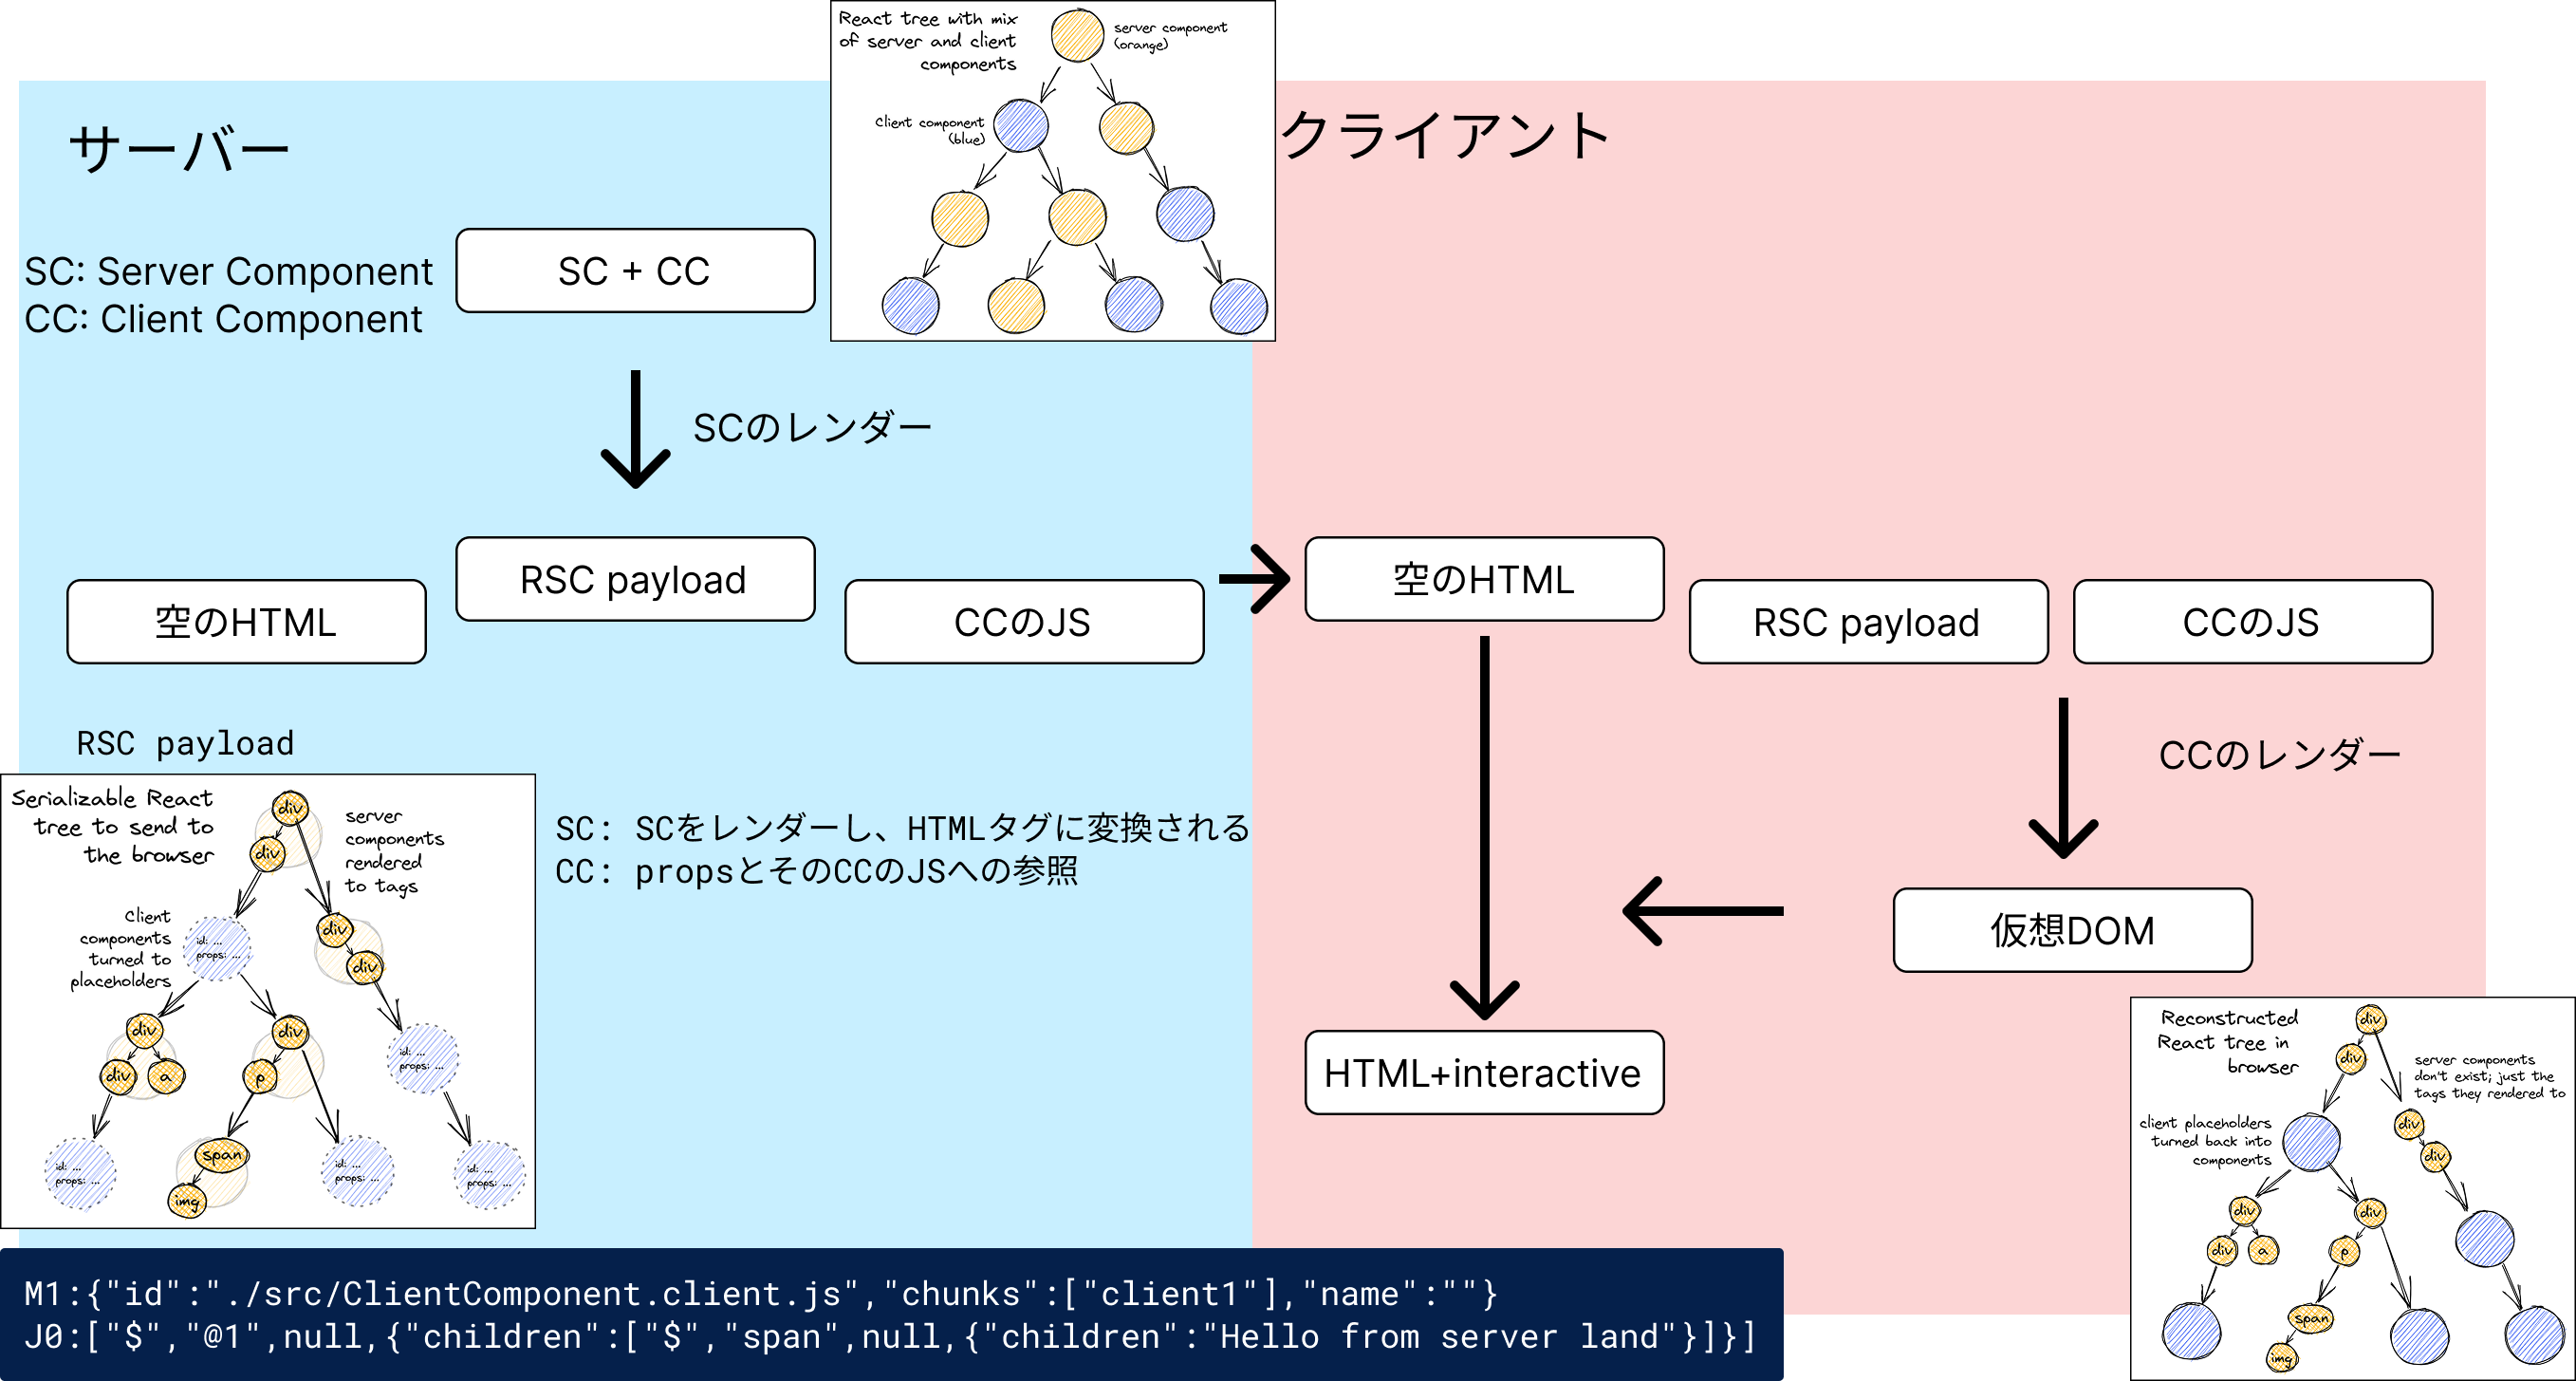 React tree with mix
of server and client
components
server component
(orange)
Client component
(blue)
サーバー
クライアント
SC: Server Component
CC: Client Component
SC + CC
SCのレンダー
空のHTML
RSC payload
CCのJS
空のHTML
RSC payload
CCのJS
CCのレンダー
仮想DOM
HTML+interactive
RSC payload
SC: SCをレンダーし、HTMLタグに変換される
CC: propsとそのCCのJSへの参照
Serializable React
tree to send to
the browser
server
components
rendered
to tags
Client
components
turned to
placeholders
div
div
id: ...
props: ...
div
div
div
div
a
div
p
id: ...
props: ...
id: ...
props: ...
span
img
id: ...
props: ...
id: ...
props: ...
Reconstructed
React tree in
browser
server components
don't exist; just the
tags they rendered to
client placeholders
turned back into
components
div
div
div
div
div
div
a
div
p
span
img
M1:{"id":"./src/ClientComponent.client.js","chunks":["client1"],"name":""}
J0:["$","@1",null,{"children":["$" "span",null,{"children":"Hello from server land"}]}]